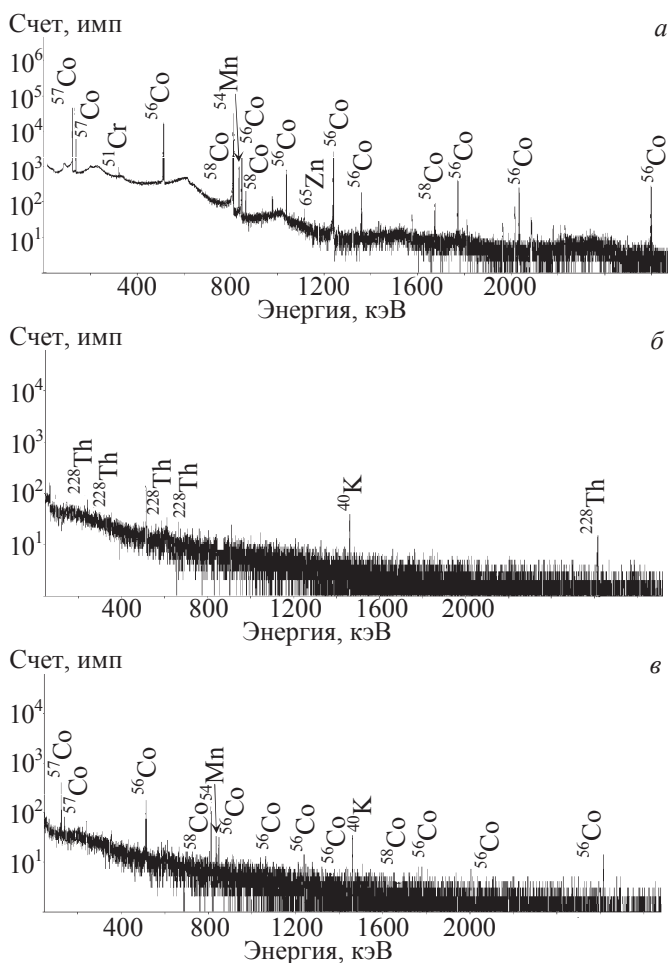 Счет, имп
а
10⁶
10⁵
10⁴
10³
10²
10¹
⁵⁷Co
⁵⁷Co
⁵¹Cr
⁵⁶Co
⁵⁸Co
⁵⁴Mn
⁵⁶Co
⁵⁸Co
⁵⁶Co
⁶⁵Zn
⁵⁶Co
⁵⁶Co
⁵⁸Co
⁵⁶Co
⁵⁶Co
⁵⁶Co
400 800 1200 1600 2000
Энергия, кэВ
Счет, имп
б
10⁴
10³
10²
10¹
²²⁸Th
²²⁸Th
²²⁸Th
²²⁸Th
⁴⁰K
²²⁸Th
400 800 1200 1600 2000
Энергия, кэВ
Счет, имп
в
10⁴
10³
10²
10¹
⁵⁷Co
⁵⁷Co
⁵⁶Co
⁵⁸Co
⁵⁴Mn
⁵⁶Co
⁵⁶Co
⁵⁶Co
⁵⁶Co
⁴⁰K
⁵⁸Co
⁵⁶Co
⁵⁶Co
⁵⁶Co
400 800 1200 1600 2000
Энергия, кэВ